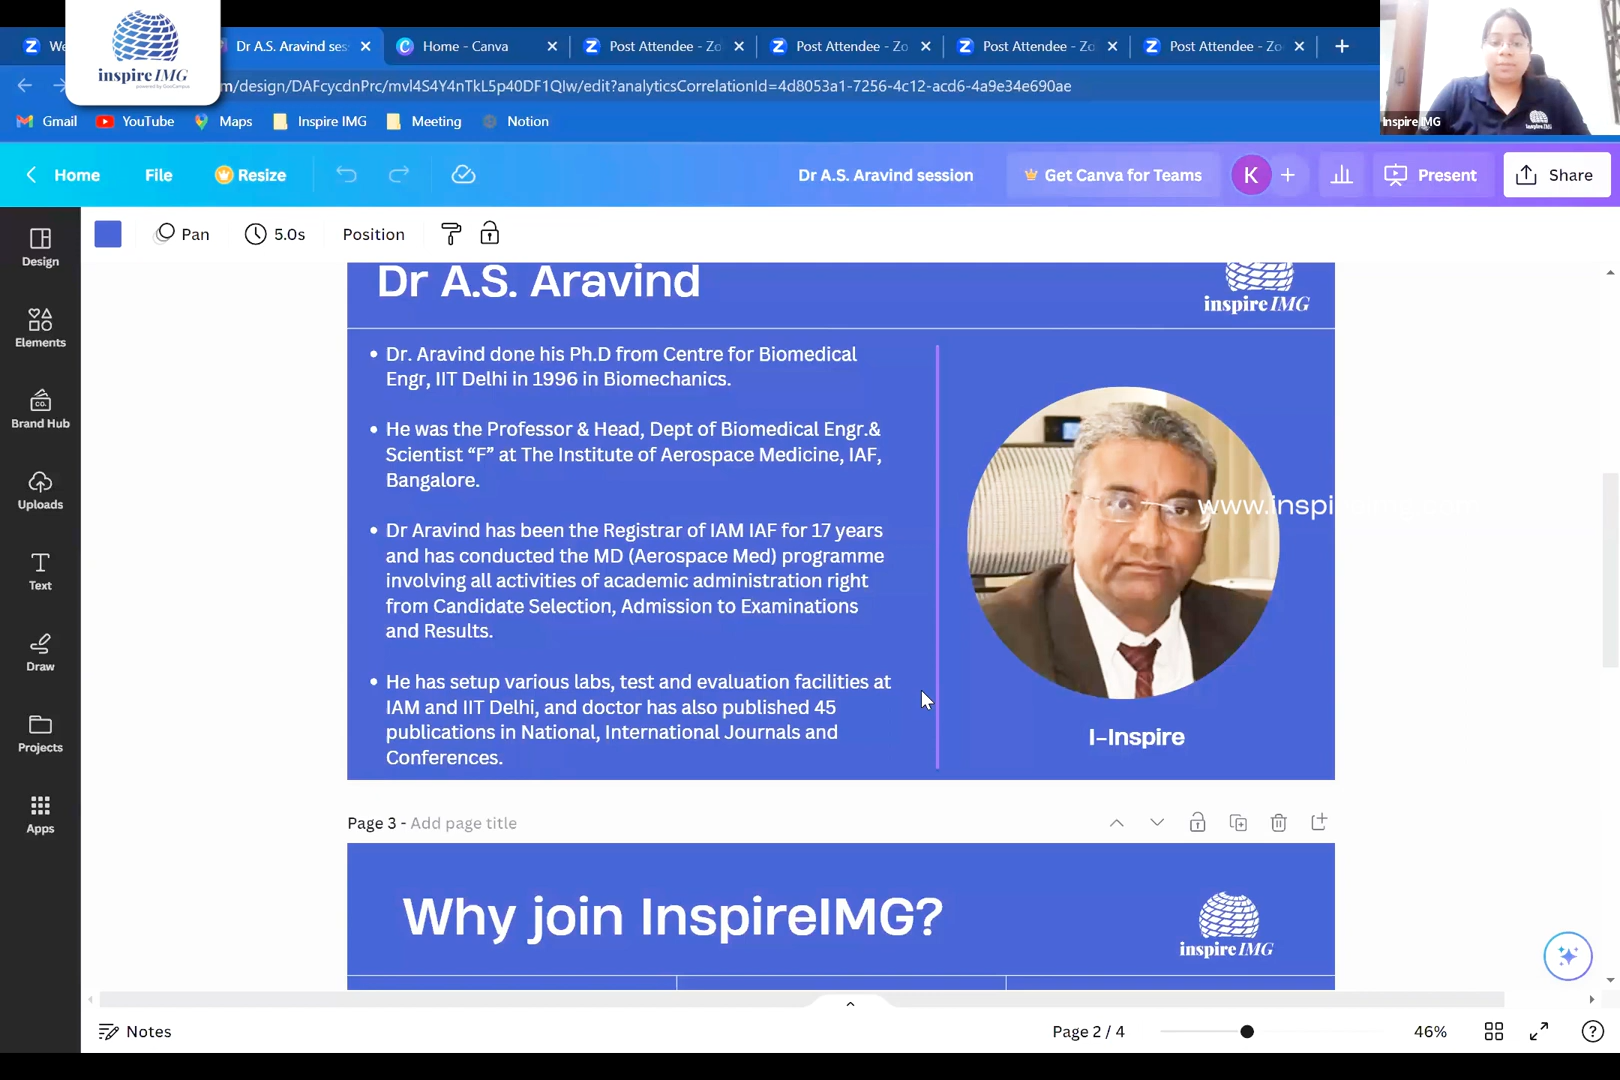 inspire IMG
powered by GooCampus
We
Dr A.S. Aravind ses
Home - Canva
Post Attendee - Zo
Post Attendee - Zo
Post Attendee - Zo
Post Attendee - Zo
m/design/DAFcycdnPrc/mvl4S4Y4nTkL5p40DF1Qlw/edit?analyticsCorrelationId=4d8053a1-7256-4c12-acd6-4a9e34e690ae
Gmail
YouTube
Maps
Inspire IMG
Meeting
Notion
Inspire IMG
Home
File
Resize
Dr A.S. Aravind session
Get Canva for Teams
K
Present
Share
Design
Elements
Brand Hub
Uploads
Text
Draw
Projects
Apps
Pan
5.0s
Position
Dr A.S. Aravind
inspire IMG
• Dr. Aravind done his Ph.D from Centre for Biomedical
Engr, IIT Delhi in 1996 in Biomechanics.
• He was the Professor & Head, Dept of Biomedical Engr.&
Scientist “F” at The Institute of Aerospace Medicine, IAF,
Bangalore.
• Dr Aravind has been the Registrar of IAM IAF for 17 years
and has conducted the MD (Aerospace Med) programme
involving all activities of academic administration right
from Candidate Selection, Admission to Examinations
and Results.
• He has setup various labs, test and evaluation facilities at
IAM and IIT Delhi, and doctor has also published 45
publications in National, International Journals and
Conferences.
www.inspireimg.com
I-Inspire
Page 3 - Add page title
Why join InspireIMG?
inspire IMG
Notes
Page 2 / 4
46%